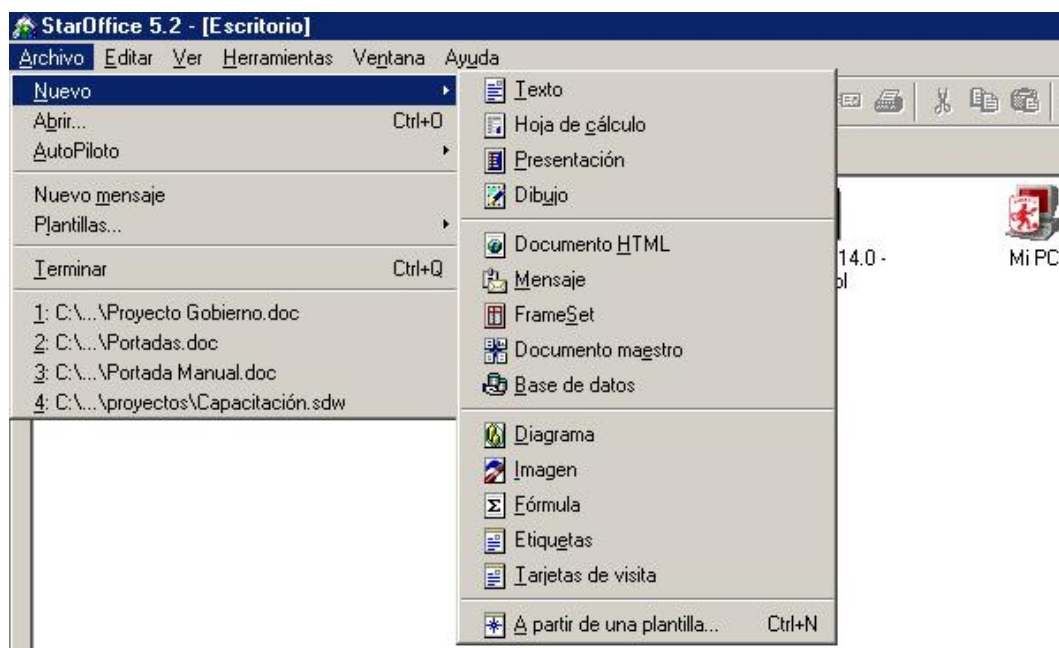 StarOffice 5.2 - [Escritorio]
Archivo Editar Ver Herramientas Ventana Ayuda
Nuevo
Abrir... Ctrl+O
AutoPiloto
Nuevo mensaje
Plantillas...
Terminar Ctrl+Q
1: C:\...\Proyecto Gobierno.doc
2: C:\...\Portadas.doc
3: C:\...\Portada Manual.doc
4: C:\...\proyectos\Capacitación.sdw
Texto
Hoja de cálculo
Presentación
Dibujo
Documento HTML
Mensaje
FrameSet
Documento maestro
Base de datos
Diagrama
Imagen
Fórmula
Etiquetas
Tarjetas de visita
A partir de una plantilla... Ctrl+N
14.0 -
Mi PC